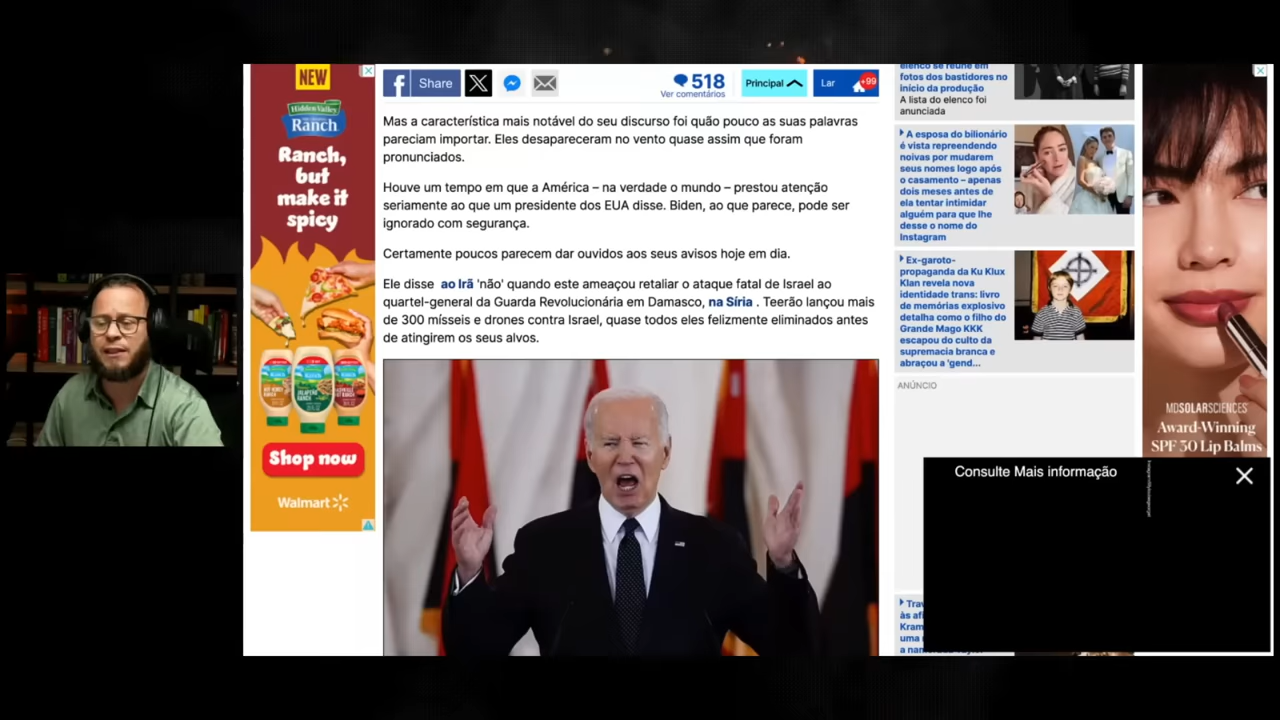 NEW
Hidden Valley
Ranch
Ranch,
but
make it
spicy
Shop now
Walmart
Share
518
Ver comentários
Principal
Lar
+99
Mas a característica mais notável do seu discurso foi quão pouco as suas palavras
pareciam importar. Eles desapareceram no vento quase assim que foram
pronunciados.
Houve um tempo em que a América – na verdade o mundo – prestou atenção
seriamente ao que um presidente dos EUA disse. Biden, ao que parece, pode ser
ignorado com segurança.
Certamente poucos parecem dar ouvidos aos seus avisos hoje em dia.
Ele disse ao Irã 'não' quando este ameaçou retaliar o ataque fatal de Israel ao
quartel-general da Guarda Revolucionária em Damasco, na Síria . Teerão lançou mais
de 300 mísseis e drones contra Israel, quase todos eles felizmente eliminados antes
de atingirem os seus alvos.
elenco se reúne em
fotos dos bastidores no
início da produção
A lista do elenco foi
anunciada
A esposa do bilionário
é vista repreendendo
noivas por mudarem
seus nomes logo após
o casamento – apenas
dois meses antes de
ela tentar intimidar
alguém para que lhe
desse o nome do
Instagram
Ex-garoto-
propaganda da Ku Klux
Klan revela nova
identidade trans: livro
de memórias explosivo
detalha como o filho do
Grande Mago KKK
escapou do culto da
supremacia branca e
abraçou a 'gend...
ANÚNCIO
Consulte Mais informação
MDSOLARSCIENCES
Award-Winning
SPF 30 Lip Balms